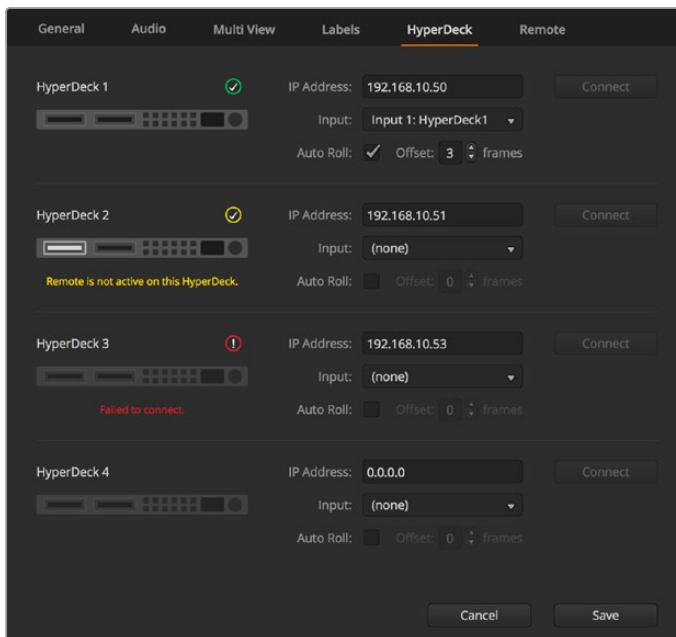 General Audio Multi View Labels HyperDeck Remote
HyperDeck 1 IP Address: 192.168.10.50 Connect
Input: Input 1: HyperDeck1
Auto Roll: Offset: 3 frames
HyperDeck 2 IP Address: 192.168.10.51 Connect
Input: (none)
Remote is not active on this HyperDeck. Auto Roll: Offset: 0 frames
HyperDeck 3 IP Address: 192.168.10.53 Connect
Input: (none)
Failed to connect. Auto Roll: Offset: 0 frames
HyperDeck 4 IP Address: 0.0.0.0 Connect
Input: (none)
Auto Roll: Offset: 0 frames
Cancel Save